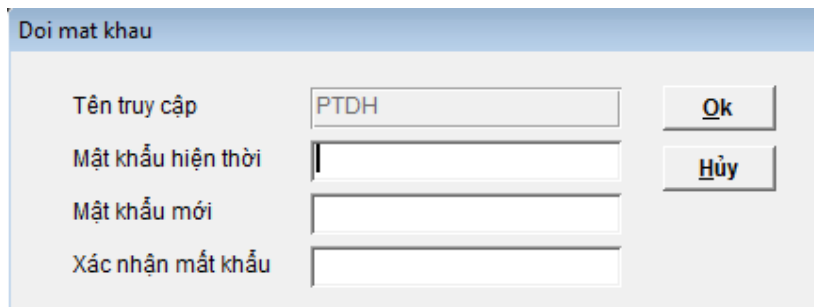 Doi mat khau
Tên truy cập PTDH Ok
Mật khẩu hiện thời Hủy
Mật khẩu mới
Xác nhận mất khẩu